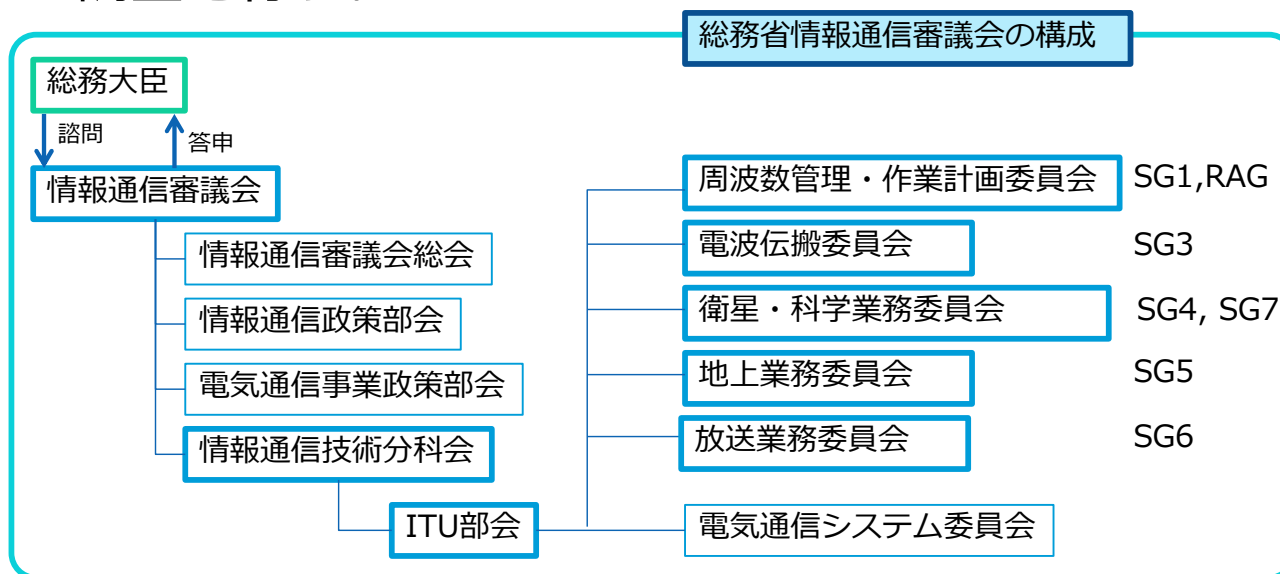 総務省情報通信審議会の構成
総務大臣
諮問
答申
情報通信審議会
情報通信審議会総会
情報通信政策部会
電気通信事業政策部会
情報通信技術分科会
ITU部会
周波数管理・作業計画委員会 SG1,RAG
電波伝搬委員会 SG3
衛星・科学業務委員会 SG4, SG7
地上業務委員会 SG5
放送業務委員会 SG6
電気通信システム委員会